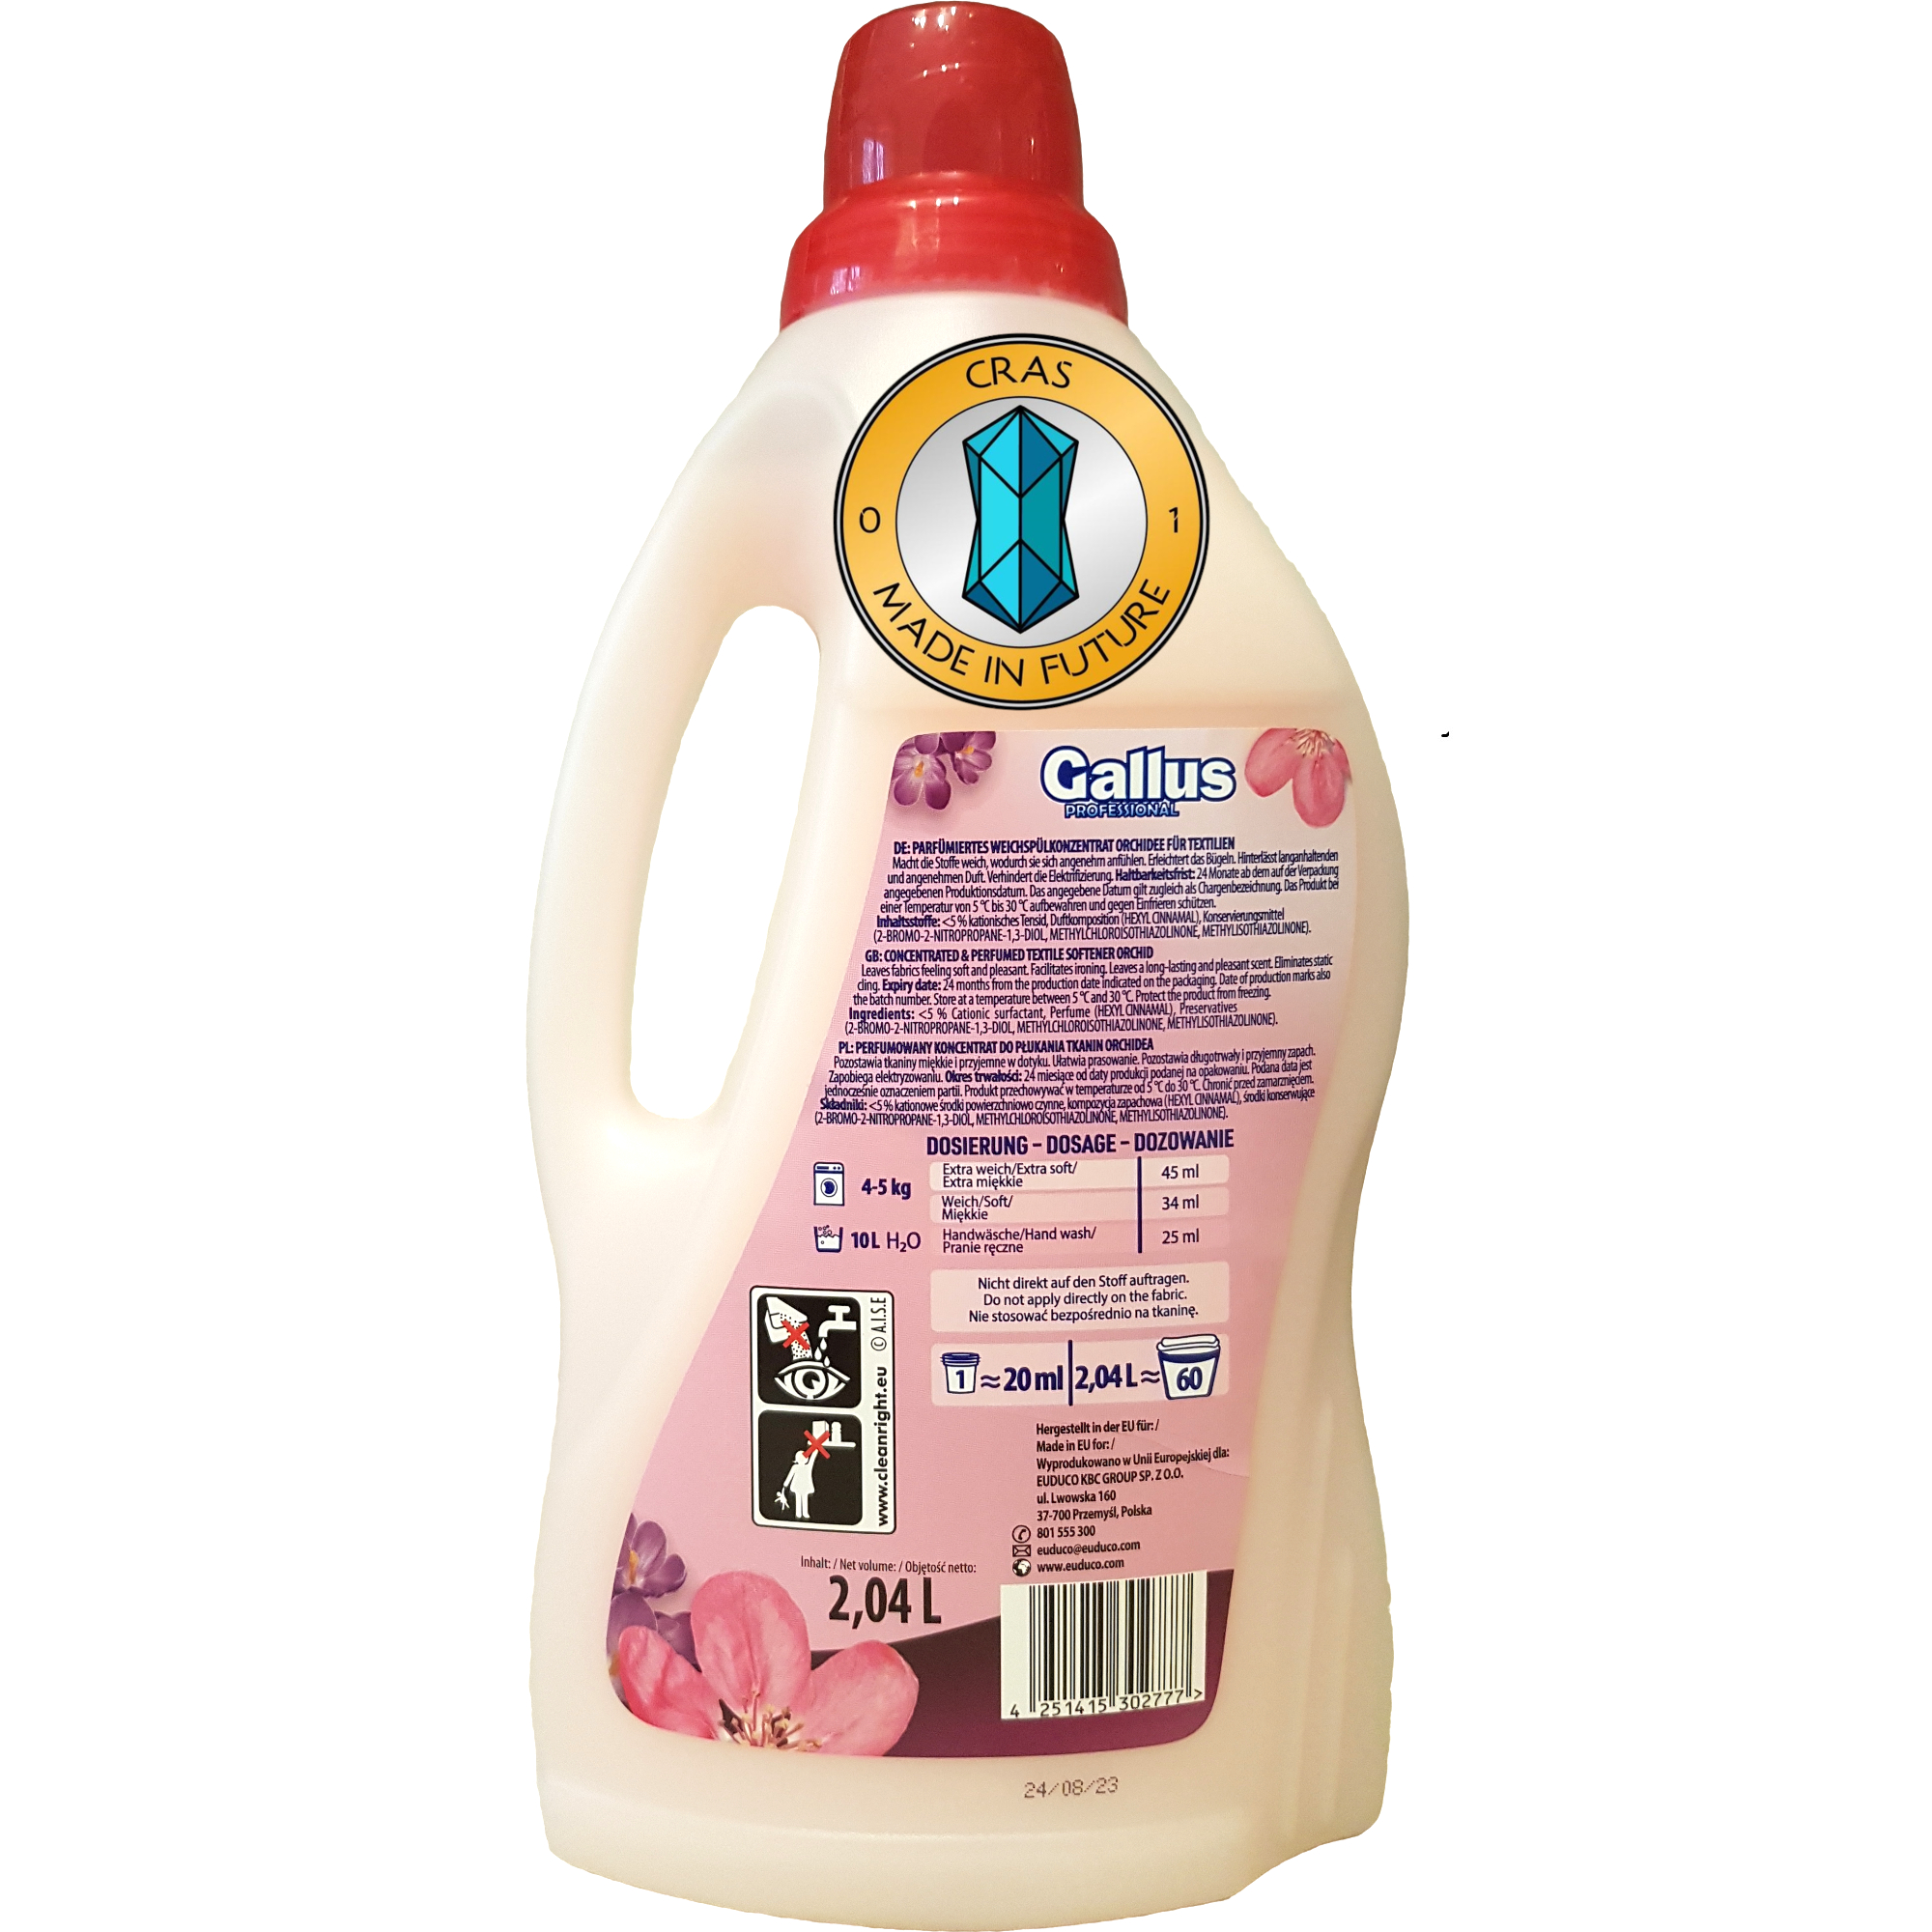 CRAS
0 1
MADE IN FUTURE
Gallus
PROFESSIONAL
DE: PARFÜMIERTES WEICHSPÜLKONZENTRAT ORCHIDEE FÜR TEXTILIEN
Macht die Stoffe weich, wodurch sie sich angenehm anfühlen. Erleichtert das Bügeln. Hinterlässt langanhaltenden
und angenehmen Duft. Verhindert die Elektrifizierung. Haltbarkeitsfrist: 24 Monate ab dem auf der Verpackung
angegebenen Produktionsdatum. Das angegebene Datum gilt zugleich als Chargenbezeichnung. Das Produkt bei
einer Temperatur von 5 °C bis 30 °C aufbewahren und gegen Einfrieren schützen.
Inhaltsstoffe: <5 % kationisches Tensid, Duftkomposition (HEXYL CINNAMAL), Konservierungsmittel
(2-BROMO-2-NITROPROPANE-1,3-DIOL, METHYLCHLOROISOTHIAZOLINONE, METHYLISOTHIAZOLINONE).
GB: CONCENTRATED & PERFUMED TEXTILE SOFTENER ORCHID
Leaves fabrics feeling soft and pleasant. Facilitates ironing. Leaves a long-lasting and pleasant scent. Eliminates static
cling. Expiry date: 24 months from the production date indicated on the packaging. Date of production marks also
the batch number. Store at a temperature between 5 °C and 30 °C. Protect the product from freezing.
Ingredients: <5 % Cationic surfactant, Perfume (HEXYL CINNAMAL), Preservatives
(2-BROMO-2-NITROPROPANE-1,3-DIOL, METHYLCHLOROISOTHIAZOLINONE, METHYLISOTHIAZOLINONE).
PL: PERFUMOWANY KONCENTRAT DO PŁUKANIA TKANIN ORCHIDEA
Pozostawia tkaniny miękkie i przyjemne w dotyku. Ułatwia prasowanie. Pozostawia długotrwały i przyjemny zapach.
Zapobiega elektryzowaniu. Okres trwałości: 24 miesiące od daty produkcji podanej na opakowaniu. Podana data jest
jednocześnie oznaczeniem partii. Produkt przechowywać w temperaturze od 5 °C do 30 °C. Chronić przed zamarznięciem.
Składniki: <5 % kationowe środki powierzchniowo czynne, kompozycja zapachowa (HEXYL CINNAMAL), środki konserwujące
(2-BROMO-2-NITROPROPANE-1,3-DIOL, METHYLCHLOROISOTHIAZOLINONE, METHYLISOTHIAZOLINONE).
DOSIERUNG – DOSAGE – DOZOWANIE
4-5 kg
Extra weich/Extra soft/
Extra miękkie
45 ml
Weich/Soft/
Miękkie
34 ml
10 L H₂O
Handwäsche/Hand wash/
Pranie ręczne
25 ml
Nicht direkt auf den Stoff auftragen.
Do not apply directly on the fabric.
Nie stosować bezpośrednio na tkaninę.
1 ≈ 20 ml 2,04 L ≈ 60
www.cleanright.eu © A.I.S.E
Hergestellt in der EU für: /
Made in EU for: /
Wyprodukowano w Unii Europejskiej dla:
EUDUCO KBC GROUP SP. Z O.O.
ul. Lwowska 160
37-700 Przemyśl, Polska
801 555 300
euduco@euduco.com
www.euduco.com
Inhalt: / Net volume: / Objętość netto:
2,04 L
4 251415 302777 >
24/08/23